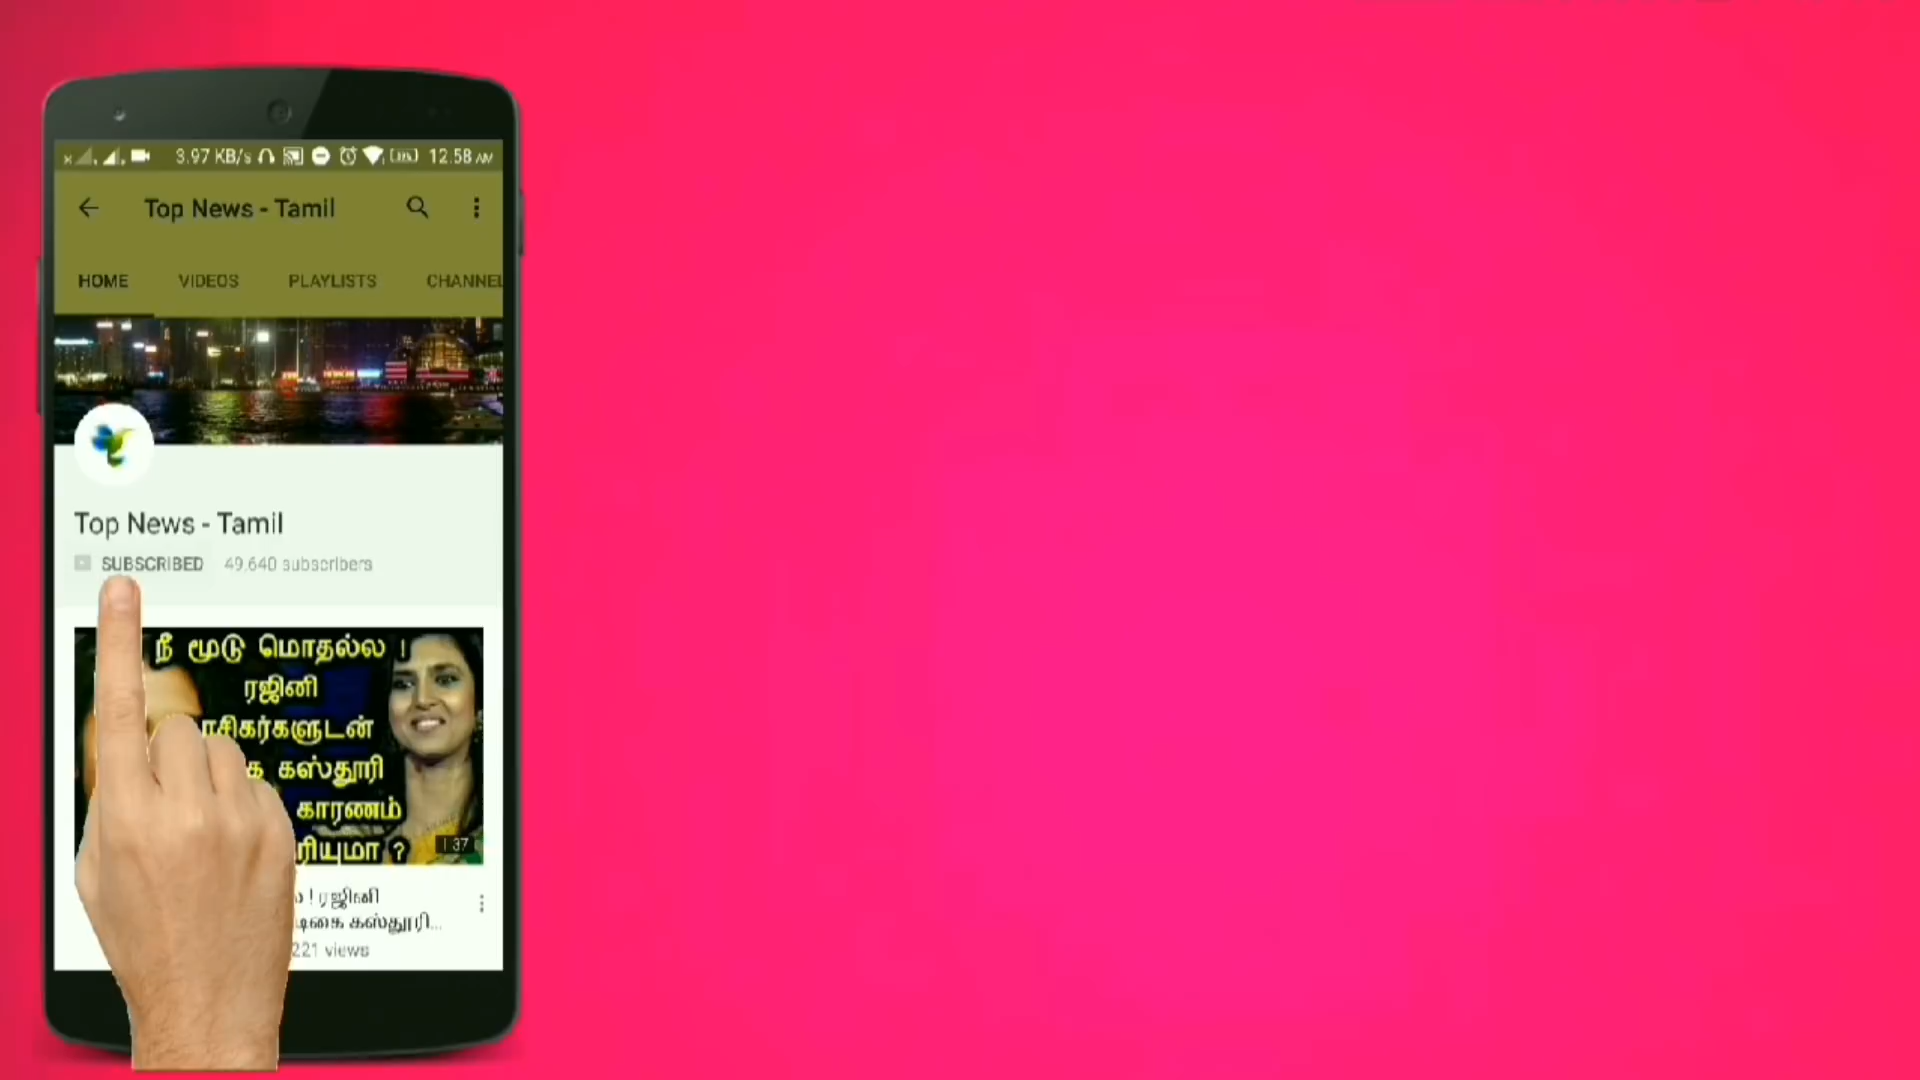 3.97 KB/s 12.58 AM
Top News - Tamil
HOME VIDEOS PLAYLISTS CHANNEL
Top News - Tamil
SUBSCRIBED 49,640 subscribers
நீ மூடு மொதல்ல !
ரஜினி
ரசிகர்களுடன்
கஸ்தூரி
காரணம்
ரியுமா ?
1:37
! ரஜினி
டிகை கஸ்தூரி...
221 views